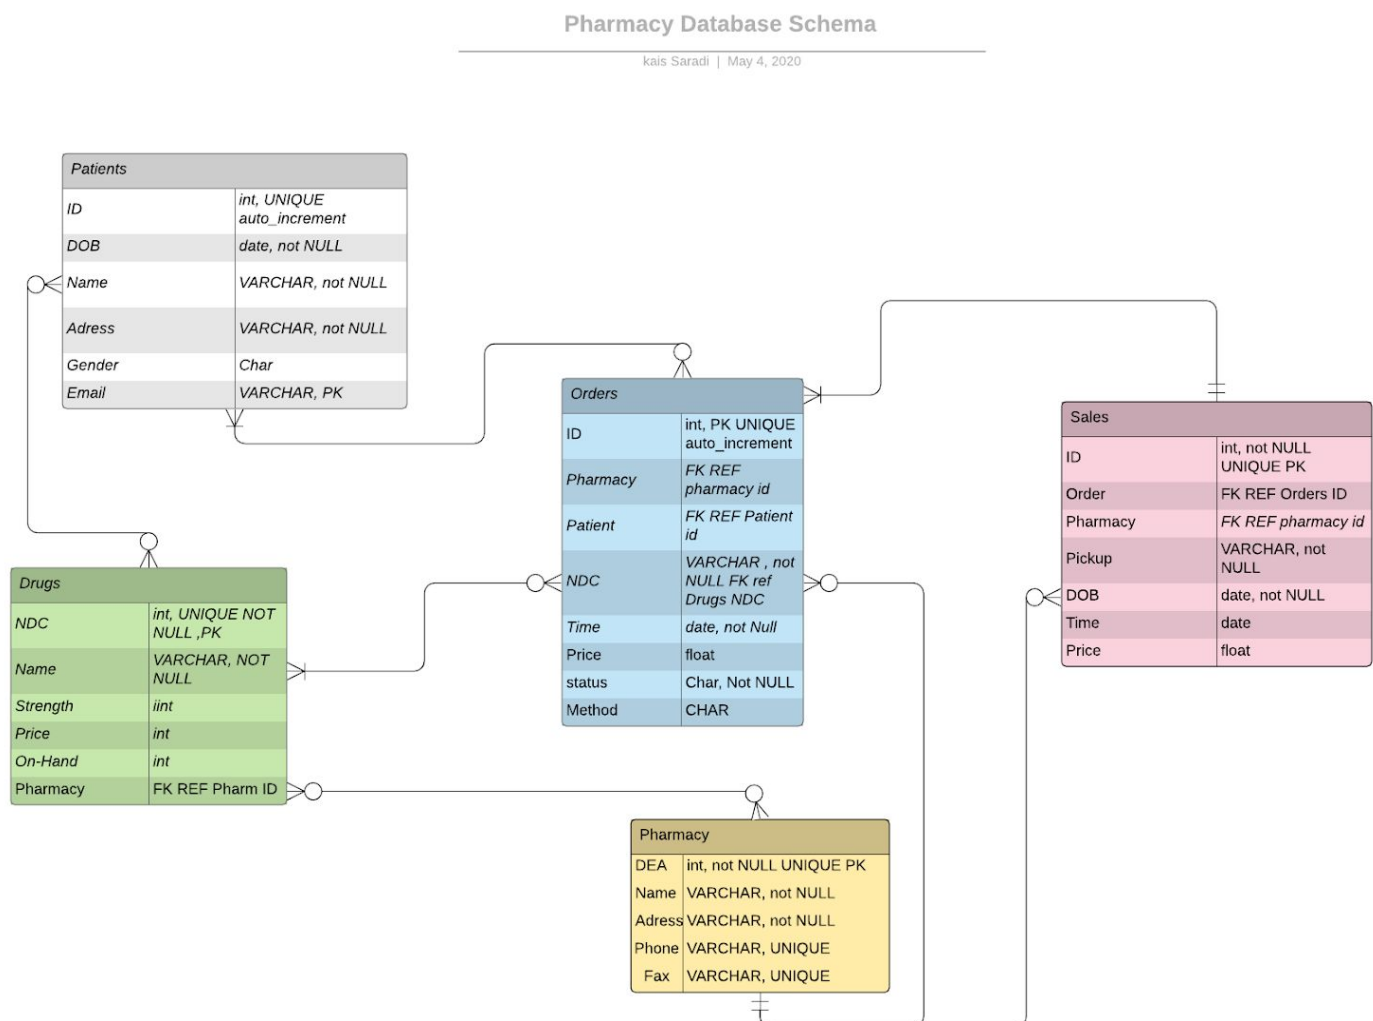 Pharmacy Database Schema
kais Saradi | May 4, 2020
Patients
ID
int, UNIQUE
auto_increment
DOB
date, not NULL
Name
VARCHAR, not NULL
Adress
VARCHAR, not NULL
Gender
Char
Email
VARCHAR, PK
Orders
ID
int, PK UNIQUE
auto_increment
Pharmacy
FK REF
pharmacy id
Patient
FK REF Patient
id
NDC
VARCHAR , not
NULL FK ref
Drugs NDC
Time
date, not Null
Price
float
status
Char, Not NULL
Method
CHAR
Sales
ID
int, not NULL
UNIQUE PK
Order
FK REF Orders ID
Pharmacy
FK REF pharmacy id
Pickup
VARCHAR, not
NULL
DOB
date, not NULL
Time
date
Price
float
Drugs
NDC
int, UNIQUE NOT
NULL ,PK
Name
VARCHAR, NOT
NULL
Strength
iint
Price
int
On-Hand
int
Pharmacy
FK REF Pharm ID
Pharmacy
DEA
int, not NULL UNIQUE PK
Name
VARCHAR, not NULL
Adress
VARCHAR, not NULL
Phone
VARCHAR, UNIQUE
Fax
VARCHAR, UNIQUE